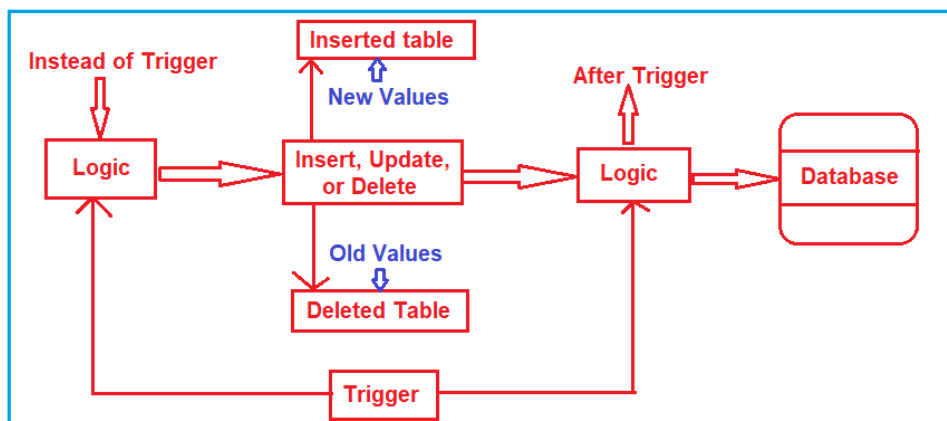 Inserted table
Instead of Trigger
After Trigger
New Values
Logic
Insert, Update,
or Delete
Logic
Database
Old Values
Deleted Table
Trigger